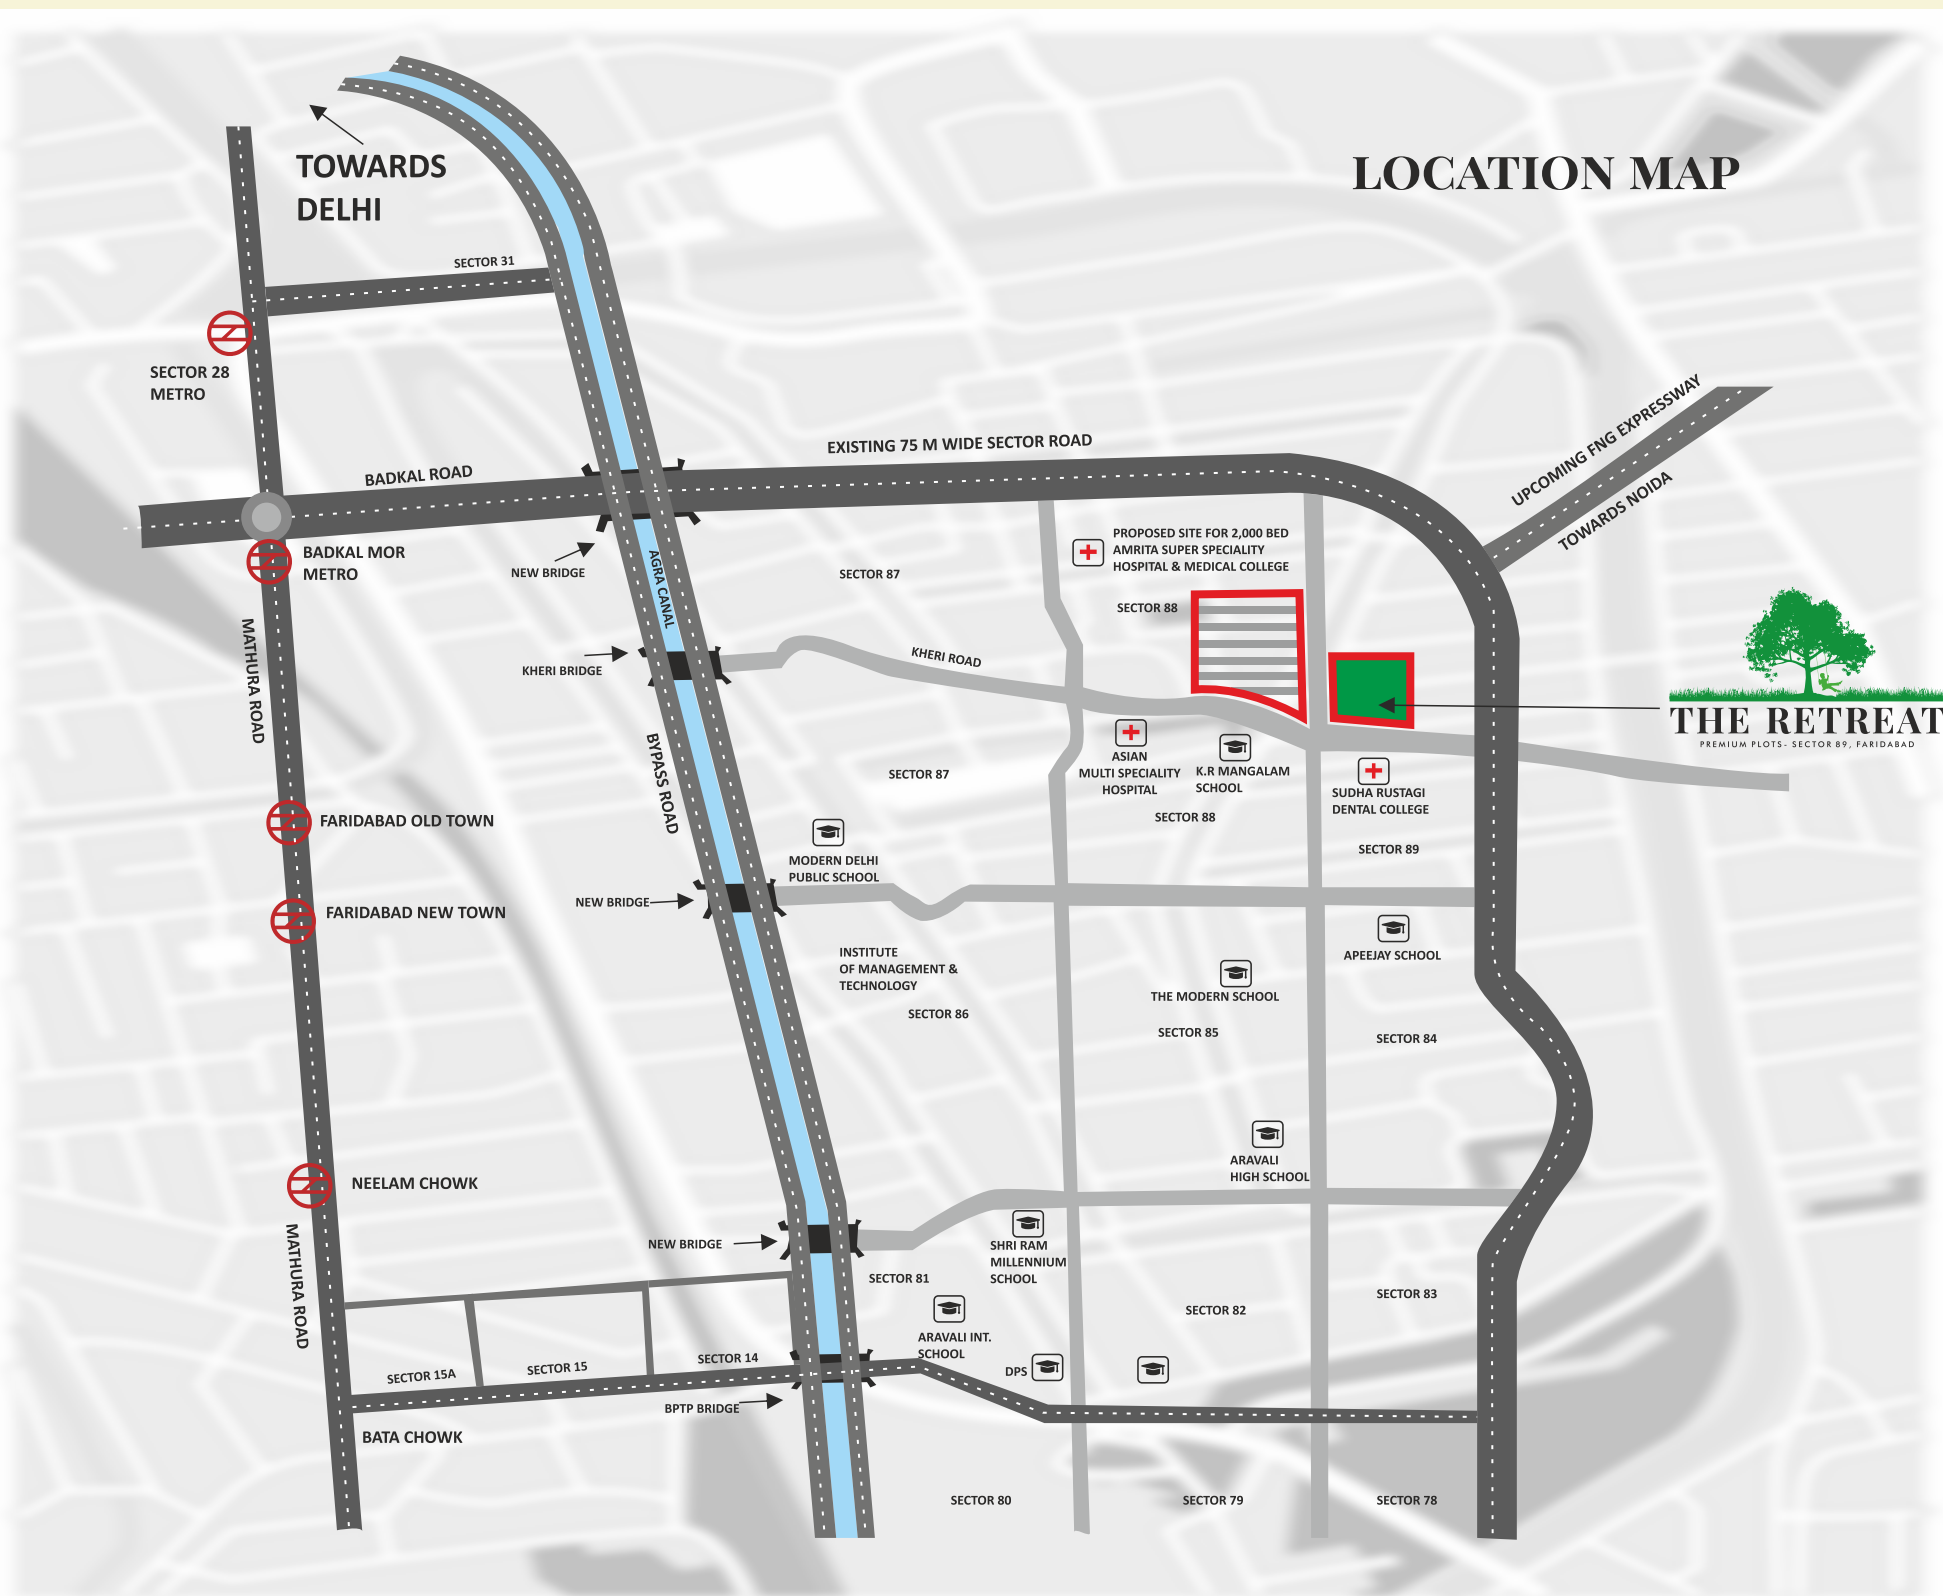 LOCATION MAP
TOWARDS
DELHI
SECTOR 31
SECTOR 28
METRO
UPCOMING FNG EXPRESSWAY
TOWARDS NOIDA
BADKAL ROAD
EXISTING 75 M WIDE SECTOR ROAD
BADKAL MOR
METRO
NEW BRIDGE
AGRA CANAL
SECTOR 87
PROPOSED SITE FOR 2,000 BED
AMRITA SUPER SPECIALITY
HOSPITAL & MEDICAL COLLEGE
SECTOR 88
MATHURA ROAD
KHERI BRIDGE
KHERI ROAD
THE RETREAT
PREMIUM PLOTS- SECTOR 89, FARIDABAD
BYPASS ROAD
SECTOR 87
ASIAN
MULTI SPECIALITY
HOSPITAL
K.R MANGALAM
SCHOOL
SUDHA RUSTAGI
DENTAL COLLEGE
SECTOR 88
SECTOR 89
FARIDABAD OLD TOWN
MODERN DELHI
PUBLIC SCHOOL
NEW BRIDGE
FARIDABAD NEW TOWN
INSTITUTE
OF MANAGEMENT &
TECHNOLOGY
SECTOR 86
APEEJAY SCHOOL
THE MODERN SCHOOL
SECTOR 85
SECTOR 84
ARAVALI
HIGH SCHOOL
NEELAM CHOWK
MATHURA ROAD
NEW BRIDGE
SHRI RAM
MILLENNIUM
SCHOOL
SECTOR 81
SECTOR 82
SECTOR 83
ARAVALI INT.
SCHOOL
DPS
SECTOR 15A
SECTOR 15
SECTOR 14
BPTP BRIDGE
BATA CHOWK
SECTOR 80
SECTOR 79
SECTOR 78